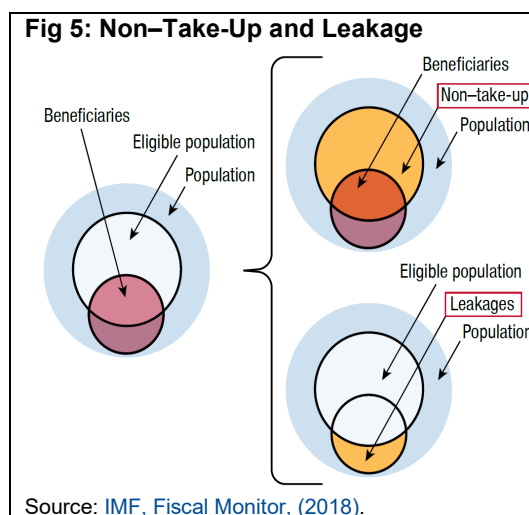 Fig 5: Non–Take-Up and Leakage
Beneficiaries
Eligible population
Population
Beneficiaries
Non–take-up
Population
Eligible population
Leakages
Population
Source: IMF, Fiscal Monitor, (2018).